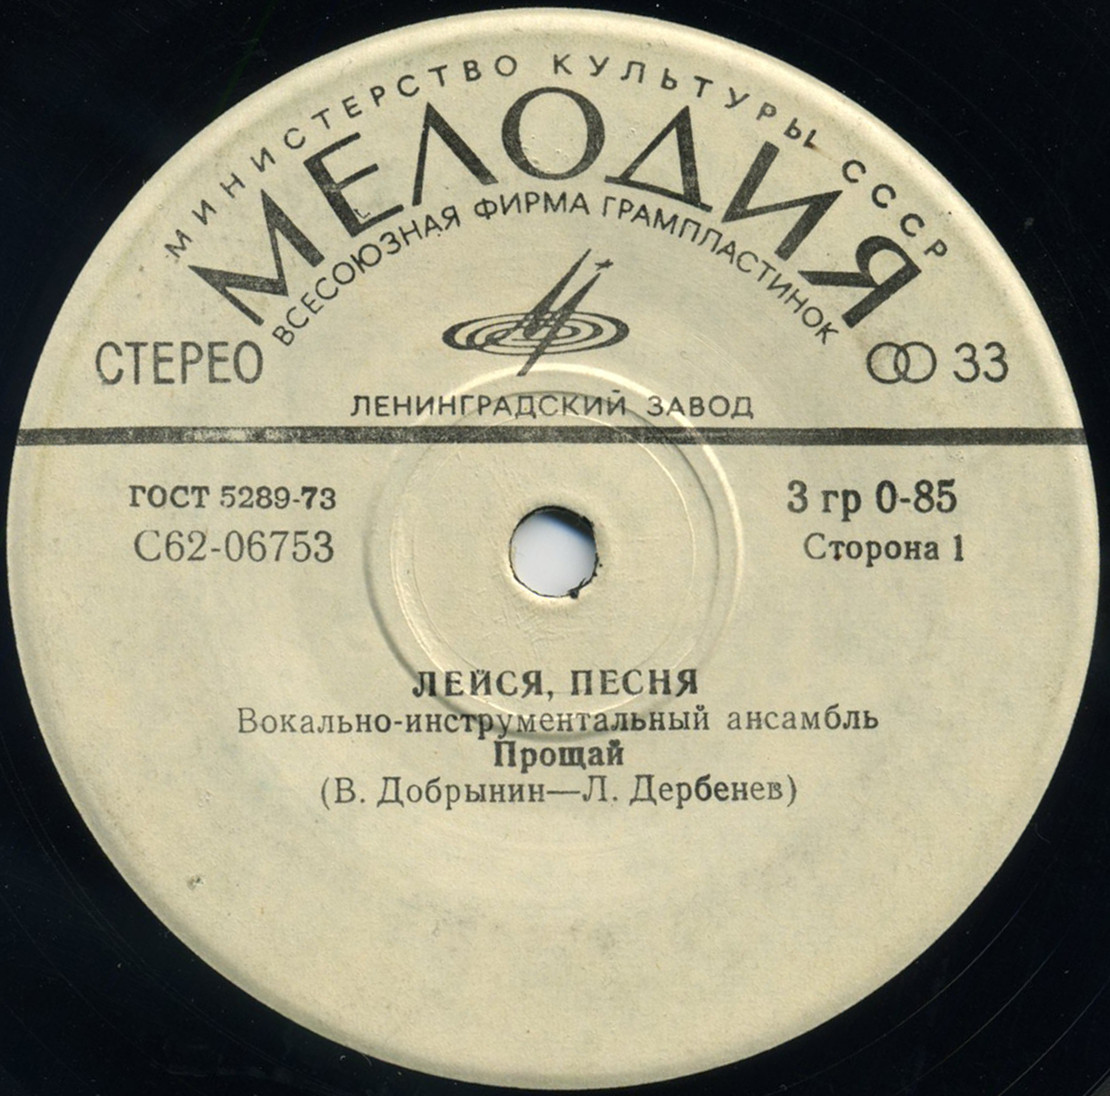 МИНИСТЕРСТВО КУЛЬТУРЫ СССР
МЕЛОДИЯ
ВСЕСОЮЗНАЯ ФИРМА ГРАМПЛАСТИНОК
СТЕРЕО
33
ЛЕНИНГРАДСКИЙ ЗАВОД
ГОСТ 5289-73
3 гр 0-85
С62-06753
Сторона 1
ЛЕЙСЯ, ПЕСНЯ
Вокально-инструментальный ансамбль
Прощай
(В. Добрынин—Л. Дербенев)